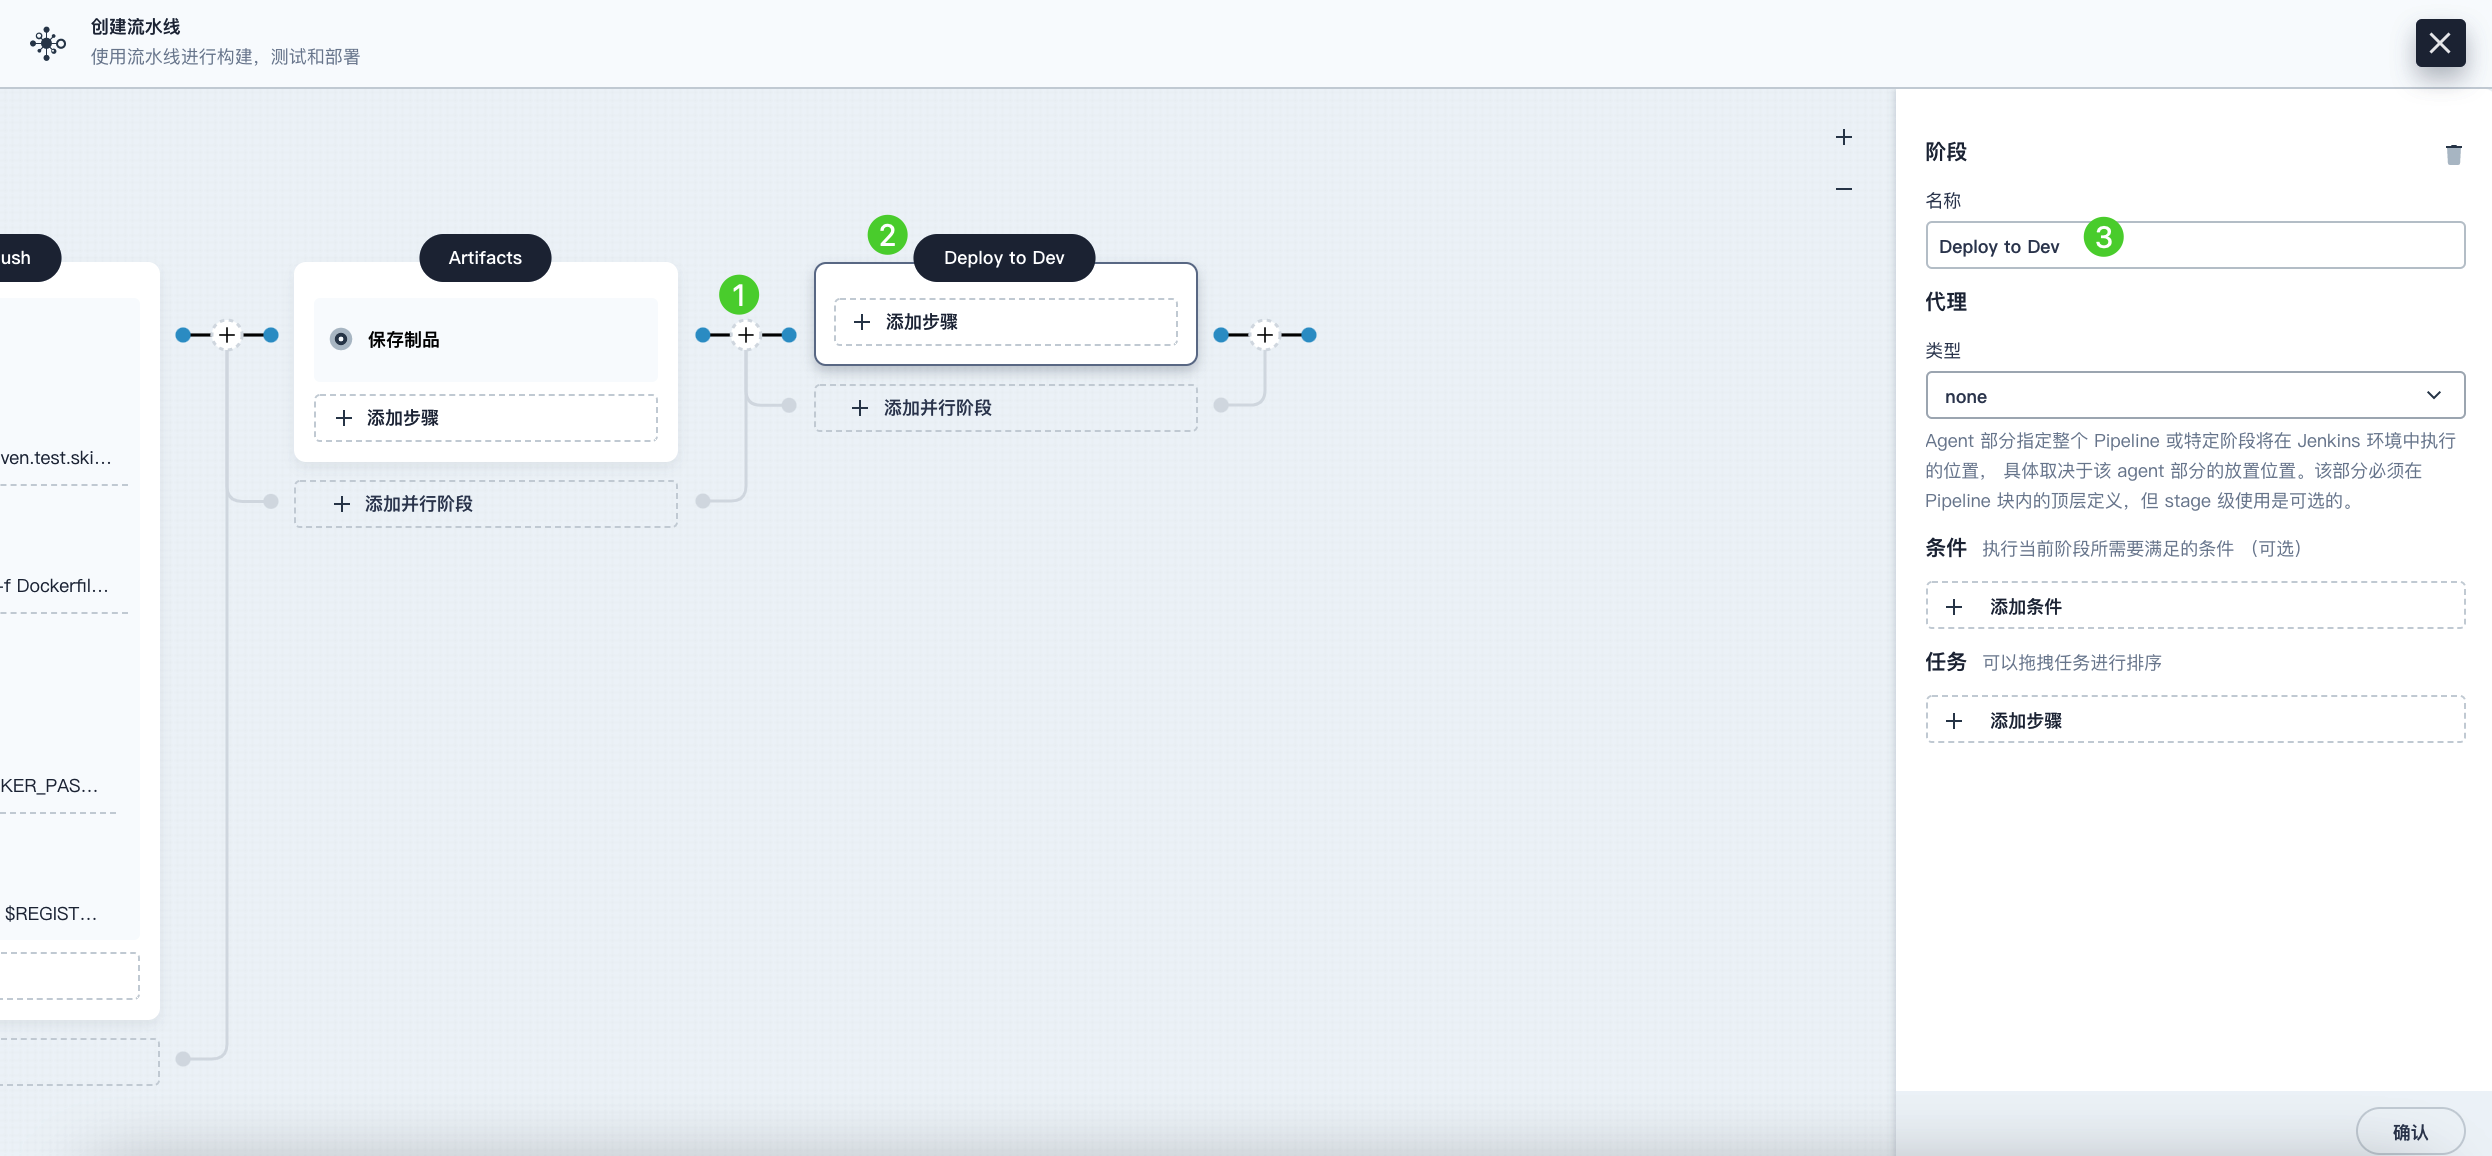 创建流水线
使用流水线进行构建，测试和部署
ush
ven.test.ski...
-f Dockerfil...
KER_PAS...
$REGIST...
Artifacts
保存制品
添加步骤
添加并行阶段
1
2
Deploy to Dev
添加步骤
添加并行阶段
阶段
名称
Deploy to Dev
3
代理
类型
none
Agent 部分指定整个 Pipeline 或特定阶段将在 Jenkins 环境中执行
的位置， 具体取决于该 agent 部分的放置位置。该部分必须在
Pipeline 块内的顶层定义，但 stage 级使用是可选的。
条件 执行当前阶段所需要满足的条件 （可选）
添加条件
任务 可以拖拽任务进行排序
添加步骤
确认